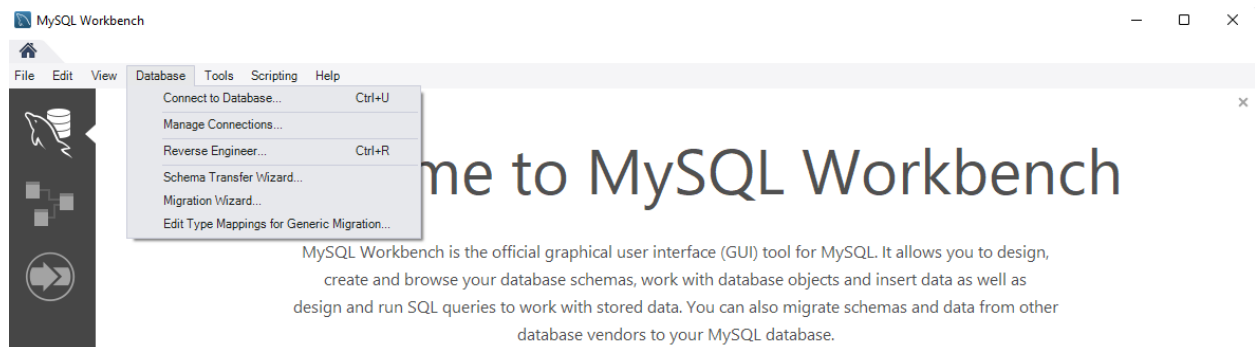 MySQL Workbench
File Edit View Database Tools Scripting Help
Connect to Database... Ctrl+U
Manage Connections...
Reverse Engineer... Ctrl+R
Schema Transfer Wizard...
Migration Wizard...
Edit Type Mappings for Generic Migration...
me to MySQL Workbench
MySQL Workbench is the official graphical user interface (GUI) tool for MySQL. It allows you to design,
create and browse your database schemas, work with database objects and insert data as well as
design and run SQL queries to work with stored data. You can also migrate schemas and data from other
database vendors to your MySQL database.